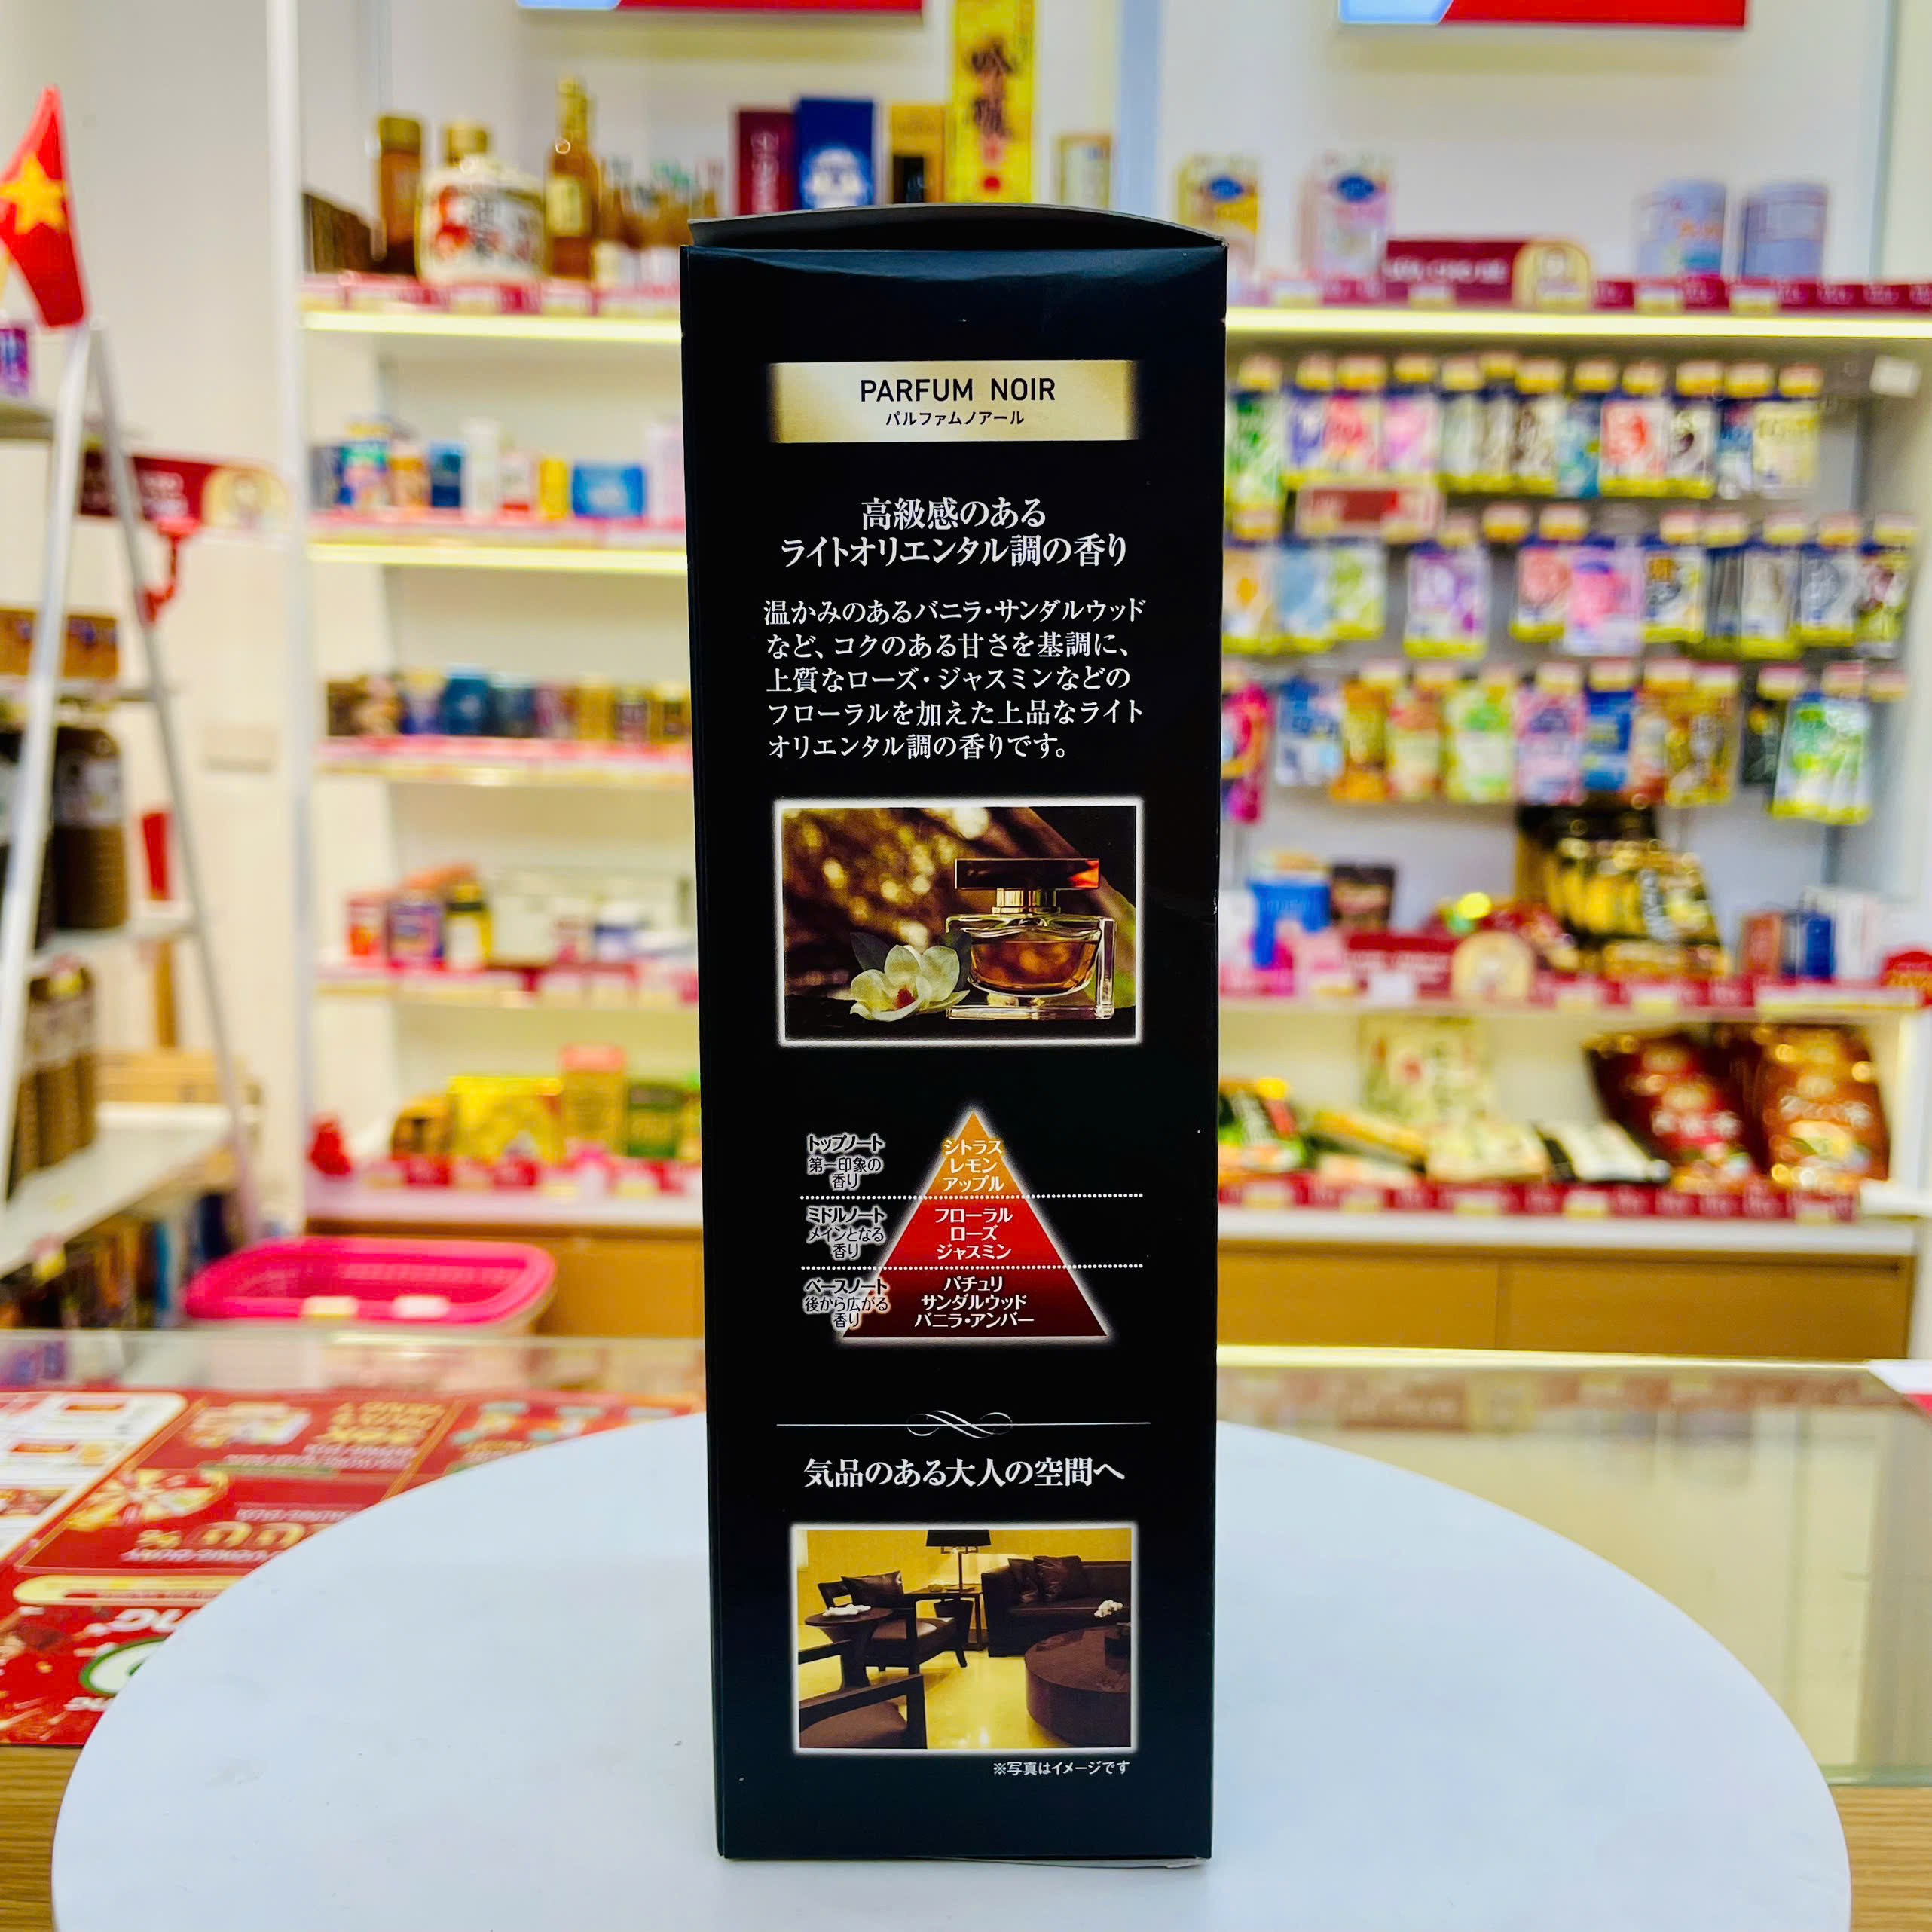 PARFUM NOIR
パルファムノアール
高級感のある
ライトオリエンタル調の香り
温かみのあるバニラ・サンダルウッド
など、コクのある甘さを基調に、
上質なローズ・ジャスミンなどの
フローラルを加えた上品なライト
オリエンタル調の香りです。
トップノート
第一印象の
香り
シトラス
レモン
アップル
ミドルノート
メインとなる
香り
フローラル
ローズ
ジャスミン
ベースノート
後から広がる
香り
パチュリ
サンダルウッド
バニラ・アンバー
気品のある大人の空間へ
※写真はイメージです